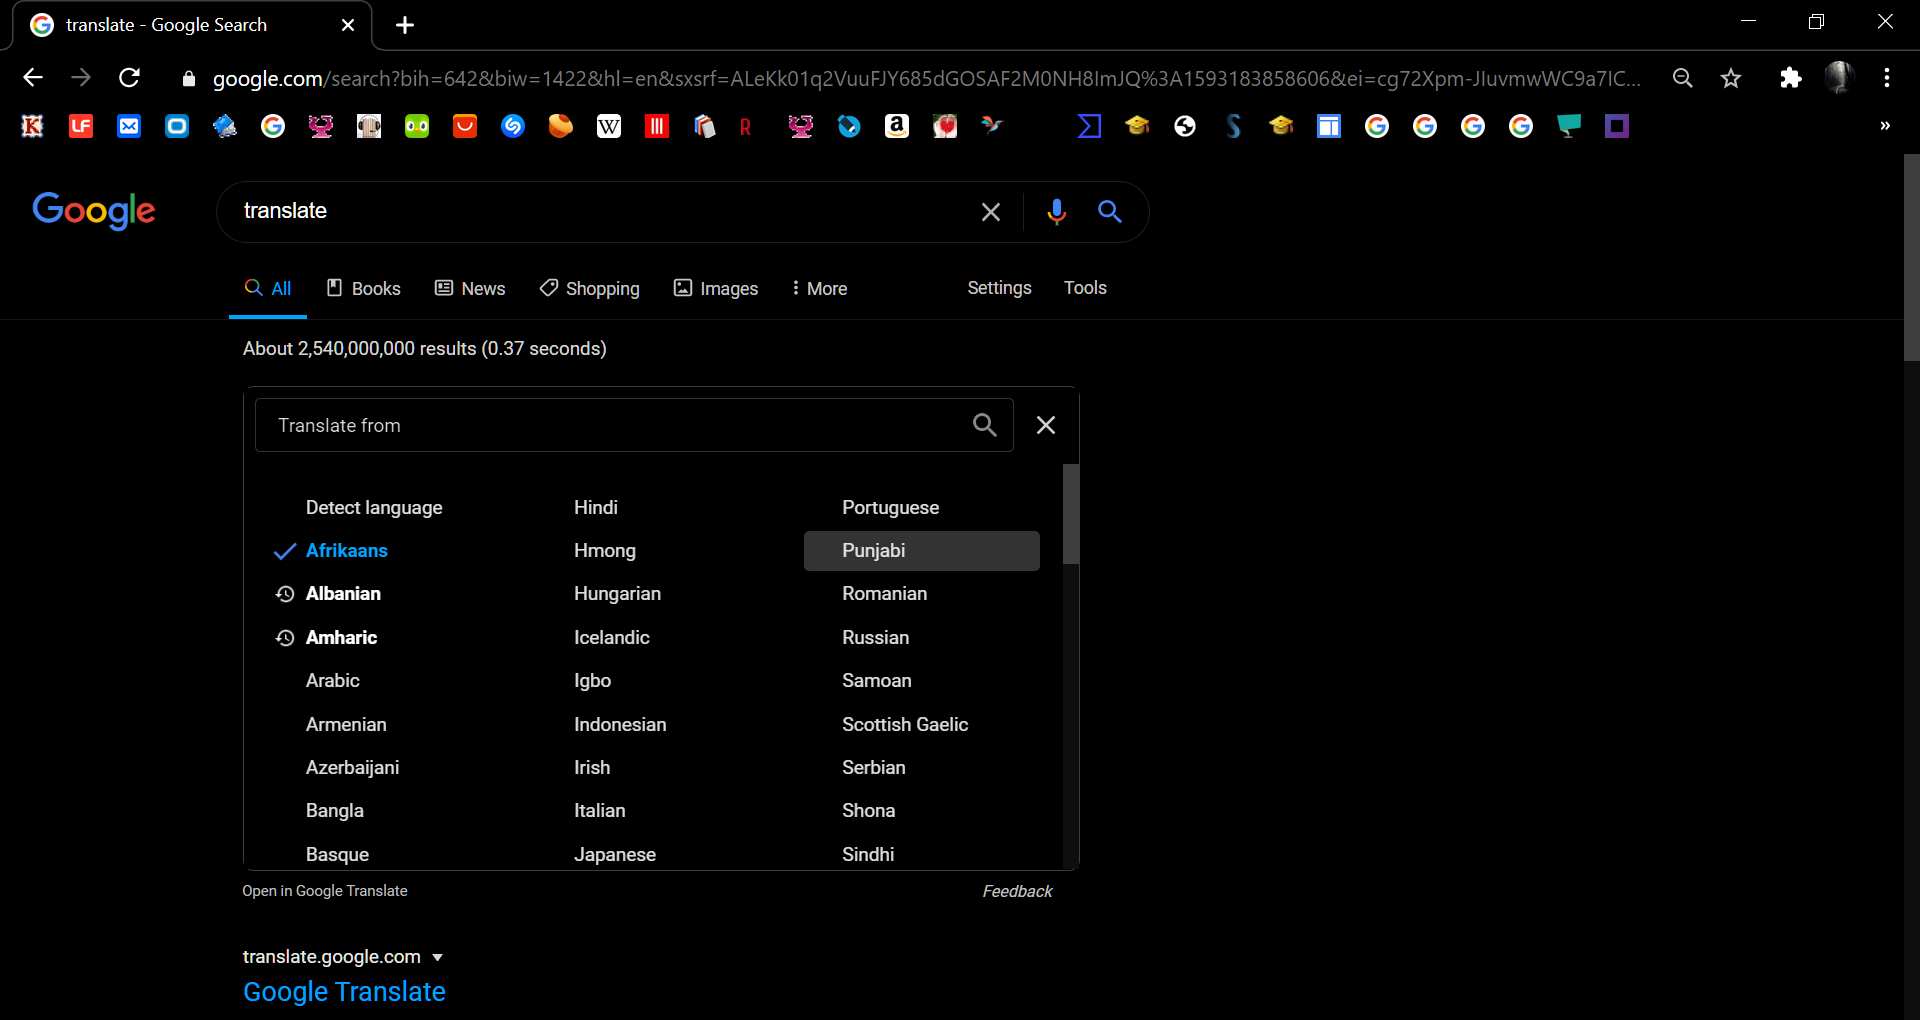 translate - Google Search
google.com/search?bih=642&biw=1422&hl=en&sxsrf=ALeKk01q2VuuFJY685dGOSAF2M0NH8ImJQ%3A1593183858606&ei=cg72Xpm-JIuvmwWC9a7IC...
Google
translate
All Books News Shopping Images More Settings Tools
About 2,540,000,000 results (0.37 seconds)
Translate from
Detect language Hindi Portuguese
Afrikaans Hmong Punjabi
Albanian Hungarian Romanian
Amharic Icelandic Russian
Arabic Igbo Samoan
Armenian Indonesian Scottish Gaelic
Azerbaijani Irish Serbian
Bangla Italian Shona
Basque Japanese Sindhi
Open in Google Translate Feedback
translate.google.com
Google Translate